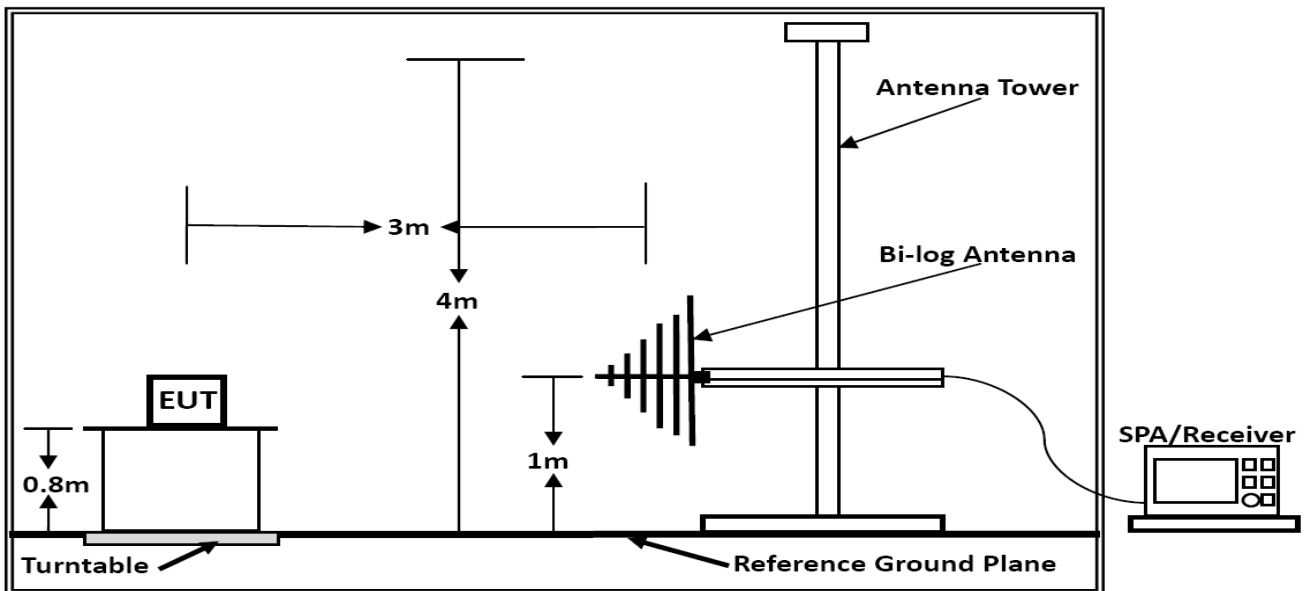 Antenna Tower
3m
Bi-log Antenna
4m
EUT
SPA/Receiver
1m
0.8m
Turntable
Reference Ground Plane